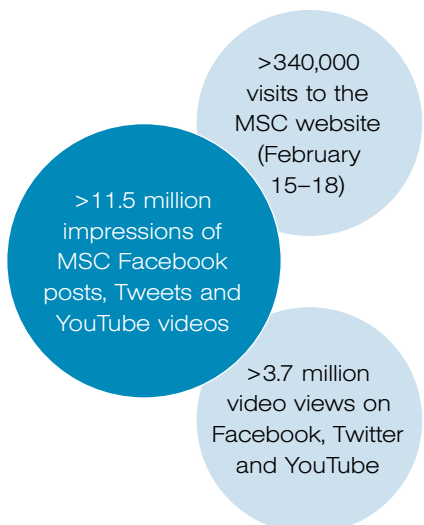 >340,000
visits to the
MSC website
(February
15–18)
>11.5 million
impressions of
MSC Facebook
posts, Tweets and
YouTube videos
>3.7 million
video views on
Facebook, Twitter
and YouTube